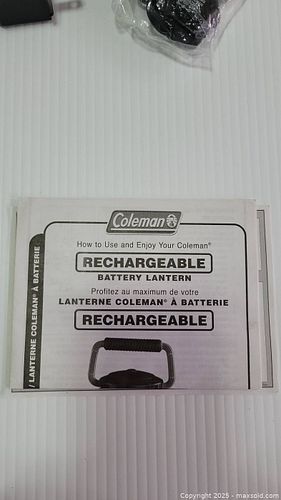 Coleman
How to Use and Enjoy Your Coleman®
RECHARGEABLE
BATTERY LANTERN
Profitez au maximum de votre
LANTERNE COLEMAN® À BATTERIE
RECHARGEABLE
/ LANTERNE COLEMAN® À BATTERIE
Copyright © 2025 - maxsold.com